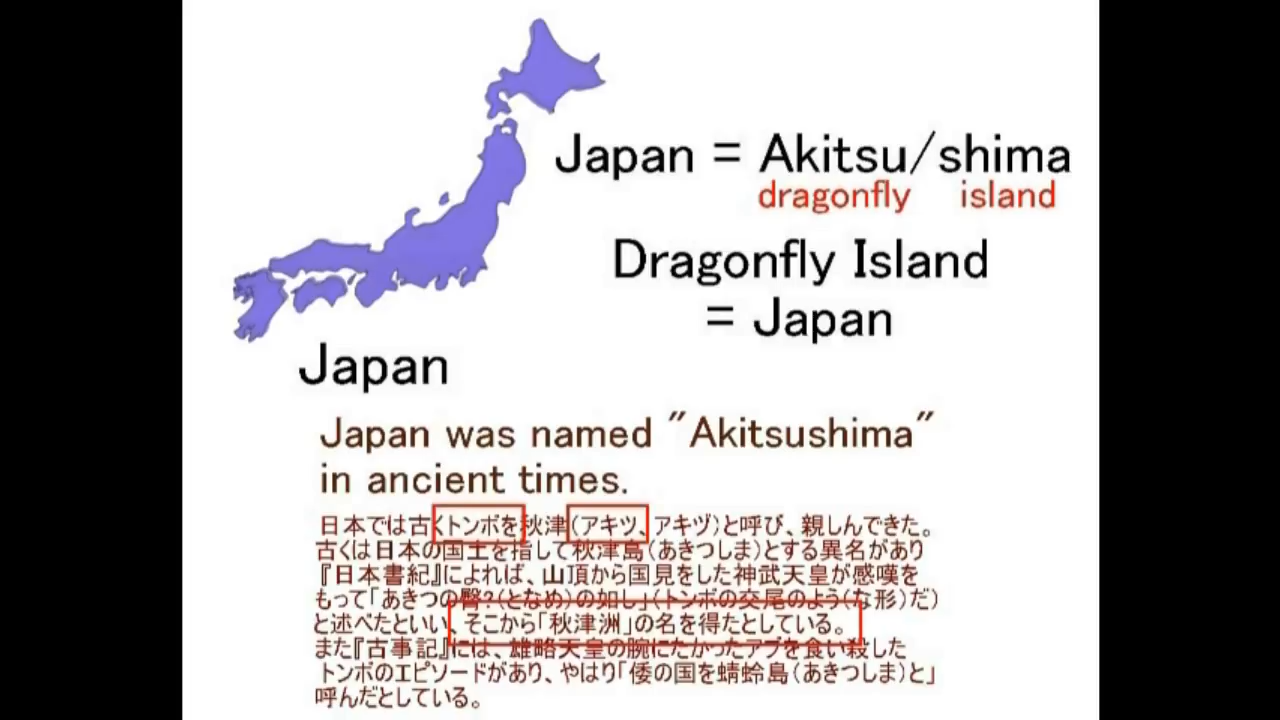 Japan = Akitsu/shima
dragonfly island
Dragonfly Island
= Japan
Japan
Japan was named "Akitsushima"
in ancient times.
日本では古くトンボを秋津(アキツ、アキヅ)と呼び、親しんできた。
古くは日本の国土を指して秋津島(あきつしま)とする異名があり
『日本書紀』によれば、山頂から国見をした神武天皇が感嘆を
もって「あきつの臀?(となめ)の如し」(トンボの交尾のような形)だ)
と述べたといい、そこから「秋津洲」の名を得たとしている。
また『古事記』には、雄略天皇の腕にたかったアブを食い殺した
トンボのエピソードがあり、やはり「倭の国を蜻蛉島(あきつしま)と」
呼んだとしている。